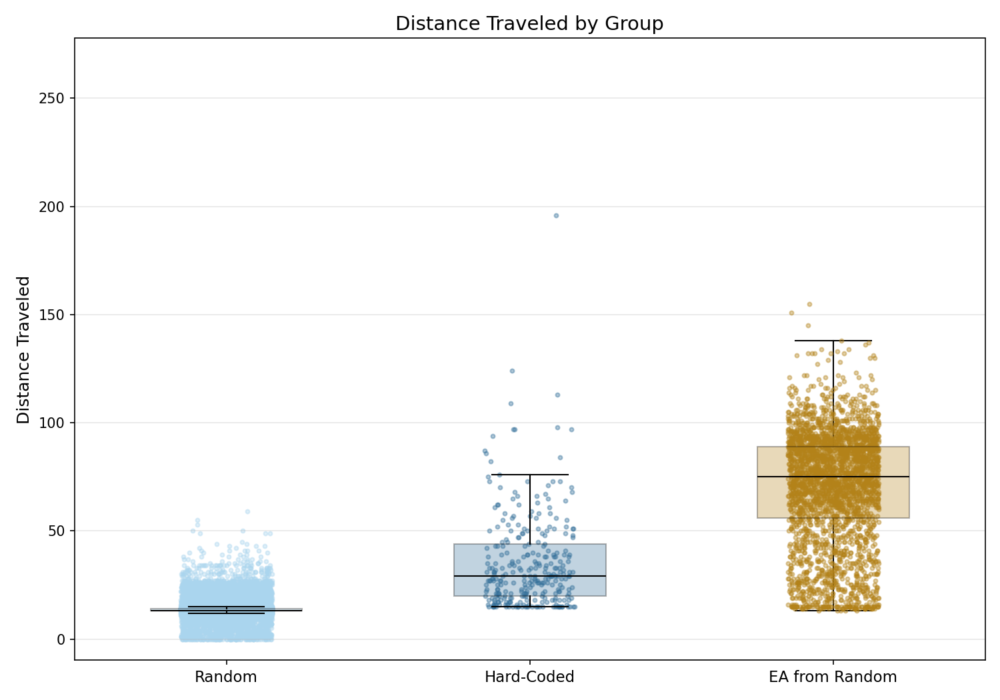 Distance Traveled by Group
Distance Traveled
250
200
150
100
50
0
Random
Hard-Coded
EA from Random